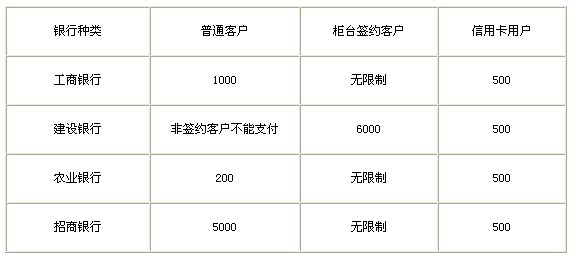 银行种类 普通客户 柜台签约客户 信用卡用户
工商银行 1000 无限制 500
建设银行 非签约客户不能支付 6000 500
农业银行 200 无限制 500
招商银行 5000 无限制 500